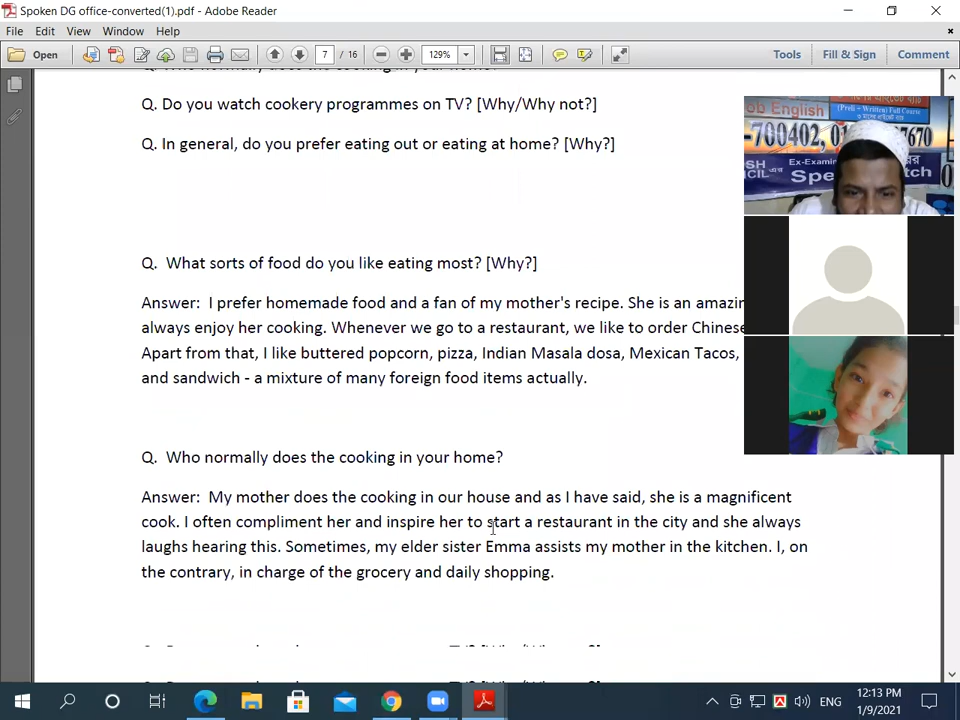 Spoken DG office-converted(1).pdf - Adobe Reader
File Edit View Window Help
Open 7 / 16 129% Tools Fill & Sign Comment
Q. Do you watch cookery programmes on TV? [Why/Why not?]
Q. In general, do you prefer eating out or eating at home? [Why?]
Q. What sorts of food do you like eating most? [Why?]
Answer: I prefer homemade food and a fan of my mother's recipe. She is an
always enjoy her cooking. Whenever we go to a restaurant, we like to order Chinese
Apart from that, I like buttered popcorn, pizza, Indian Masala dosa, Mexican Tacos,
and sandwich - a mixture of many foreign food items actually.
Q. Who normally does the cooking in your home?
Answer: My mother does the cooking in our house and as I have said, she is a magnificent
cook. I often compliment her and inspire her to start a restaurant in the city and she always
laughs hearing this. Sometimes, my elder sister Emma assists my mother in the kitchen. I, on
the contrary, in charge of the grocery and daily shopping.
English
(Preli + Written) Full Course
-700402, 7670
Ex-Exami
ENG
12:13 PM
1/9/2021